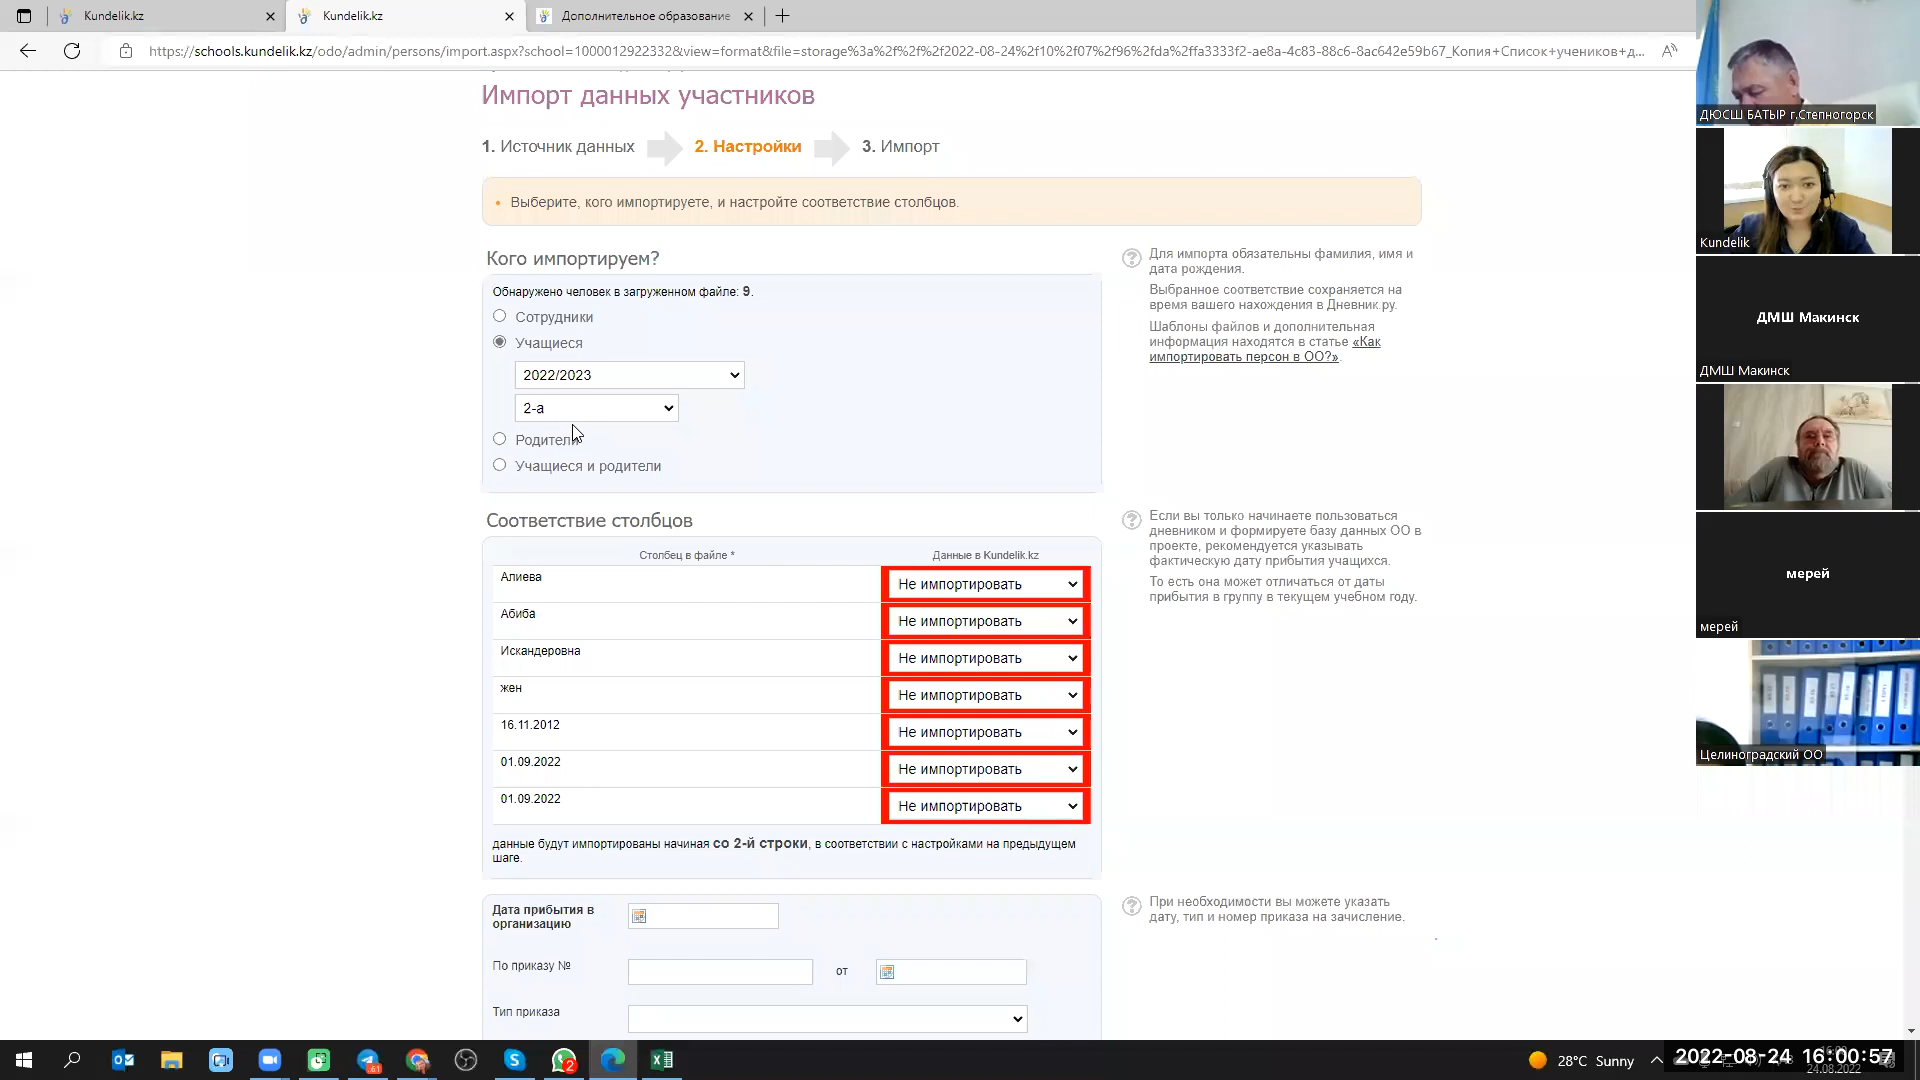 Kundelik.kz
Kundelik.kz
Дополнительное образование
https://schools.kundelik.kz/odo/admin/persons/import.aspx?school=10000129223328&view=format&file=storage%3a%2f%2f%2f2022-08-24%2f10%2f07%2f96%2fda%2ffa3333f2-ae8a-4c83-88c6-8ac642e59b67_Копия+Список+учеников+д...
Импорт данных участников
1. Источник данных
2. Настройки
3. Импорт
• Выберите, кого импортируете, и настройте соответствие столбцов.
Кого импортируем?
Обнаружено человек в загруженном файле: 9.
Сотрудники
Учащиеся
2022/2023
2-а
Родители
Учащиеся и родители
Для импорта обязательны фамилия, имя и
дата рождения.
Выбранное соответствие сохраняется на
время вашего нахождения в Дневник.ру.
Шаблоны файлов и дополнительная
информация находятся в статье «Как
импортировать персон в ОО?».
Соответствие столбцов
Столбец в файле *
Данные в Kundelik.kz
Алиева
Не импортировать
Абиба
Не импортировать
Искандеровна
Не импортировать
жен
Не импортировать
16.11.2012
Не импортировать
01.09.2022
Не импортировать
01.09.2022
Не импортировать
данные будут импортированы начиная со 2-й строки, в соответствии с настройками на предыдущем
шаге.
Если вы только начинаете пользоваться
дневником и формируете базу данных ОО в
проекте, рекомендуется указывать
фактическую дату прибытия учащихся.
То есть она может отличаться от даты
прибытия в группу в текущем учебном году.
Дата прибытия в
организацию
По приказу №
от
Тип приказа
При необходимости вы можете указать
дату, тип и номер приказа на зачисление.
ДЮСШ БАТЫР г.Степногорск
Kundelik
ДМШ Макинск
ДМШ Макинск
мерей
мерей
Целиноградский ОО
61
2
28°C Sunny
2022-08-24 16:00:57
24.08.2022